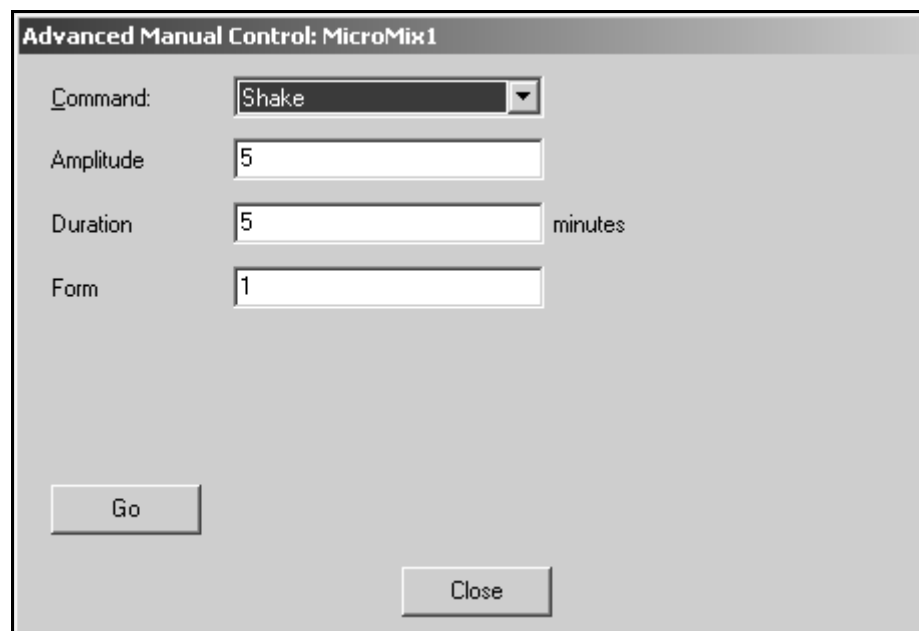 Advanced Manual Control: MicroMix1
Command: Shake
Amplitude 5
Duration 5 minutes
Form 1
Go
Close